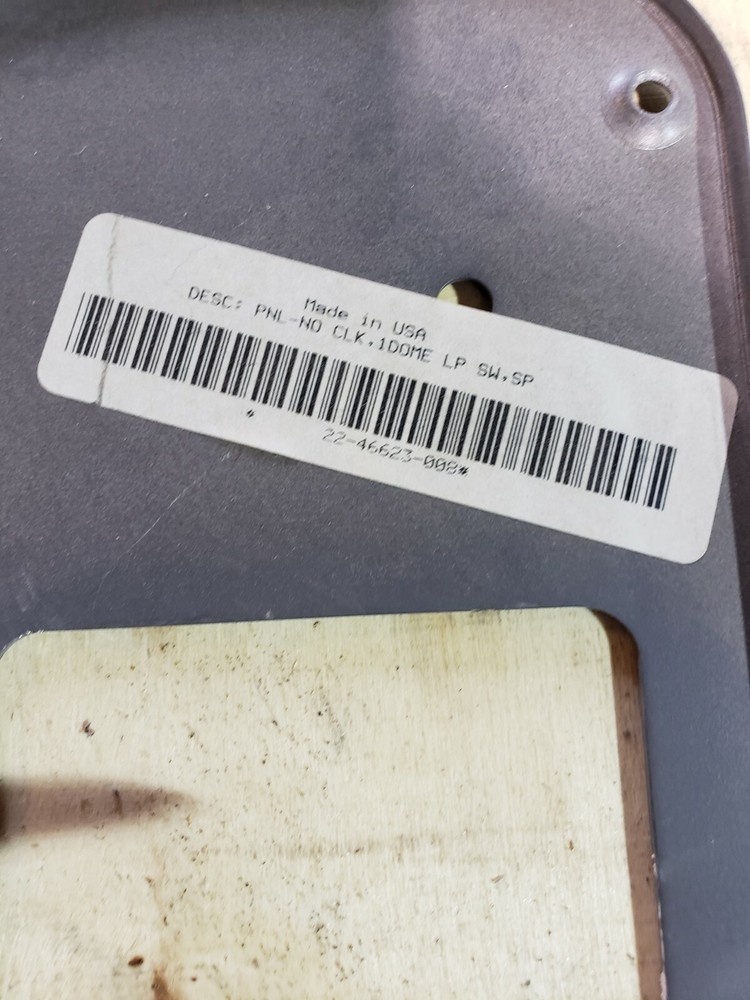 Made in USA
DESC: PNL-NO CLK,1DOME LP SW,SP
* 22-46623-008*